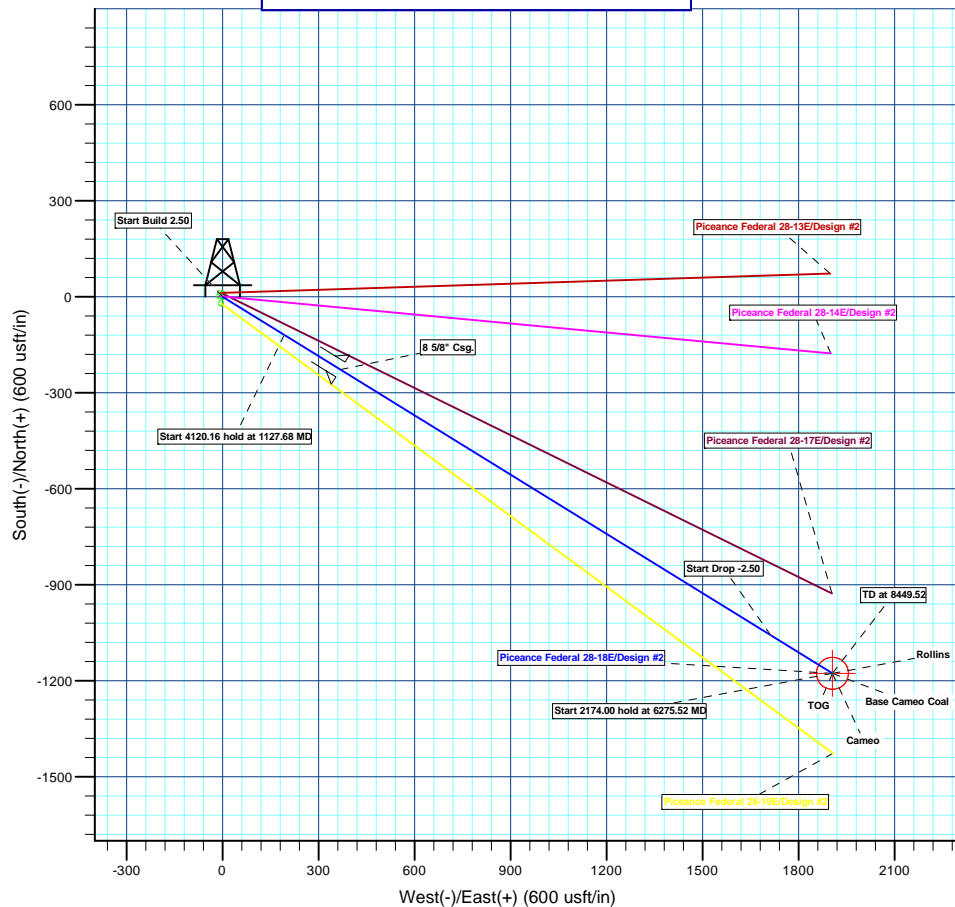 600
300
0
-300
-600
-900
-1200
-1500
South(-)/North(+) (600 usft/in)
Start Build 2.50
Piceance Federal 28-13E/Design #2
Piceance Federal 28-14E/Design #2
8 5/8" Csg.
Start 4120.16 hold at 1127.68 MD
Piceance Federal 28-17E/Design #2
Start Drop -2.50
TD at 8449.52
Piceance Federal 28-18E/Design #2
Rollins
Start 2174.00 hold at 6275.52 MD
TOG
Base Cameo Coal
Cameo
Piceance Federal 28-19E/Design #2
-300
0
300
600
900
1200
1500
1800
2100
West(-)/East(+) (600 usft/in)